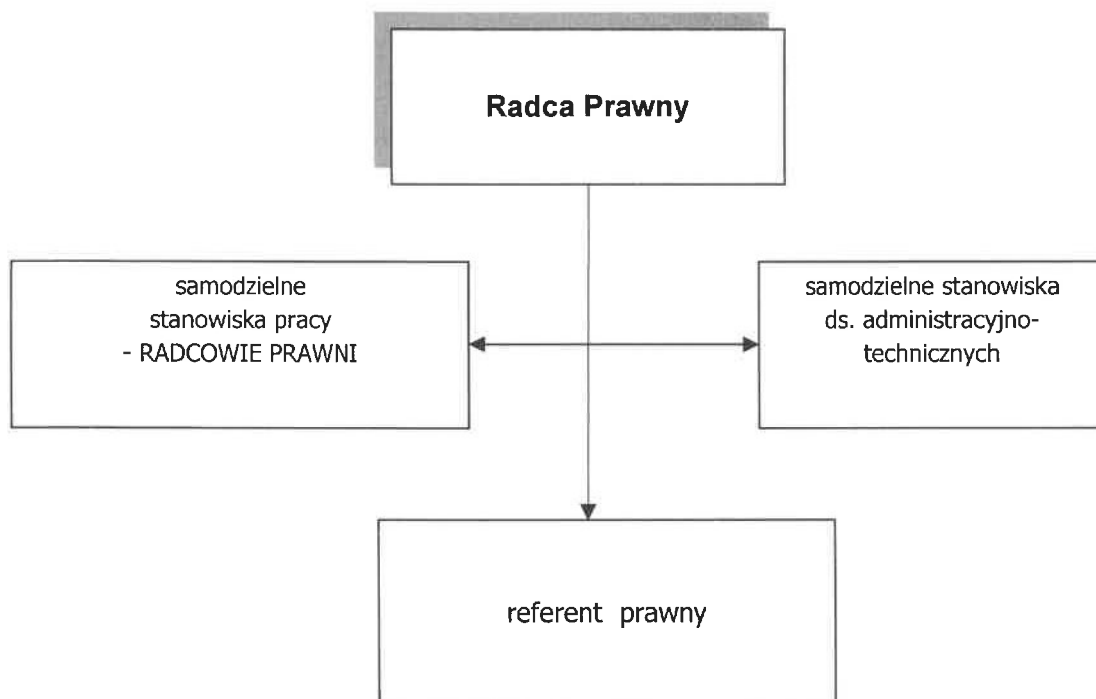 Radca Prawny
samodzielne
stanowiska pracy
- RADCOWIE PRAWNI
samodzielne stanowiska
ds. administracyjno-
technicznych
referent prawny